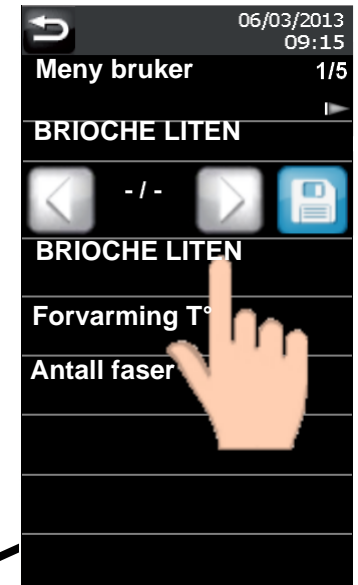 06/03/2013
09:15
Meny bruker 1/5
BRIOCHE LITEN
- / -
BRIOCHE LITEN
Forvarming T°
Antall faser